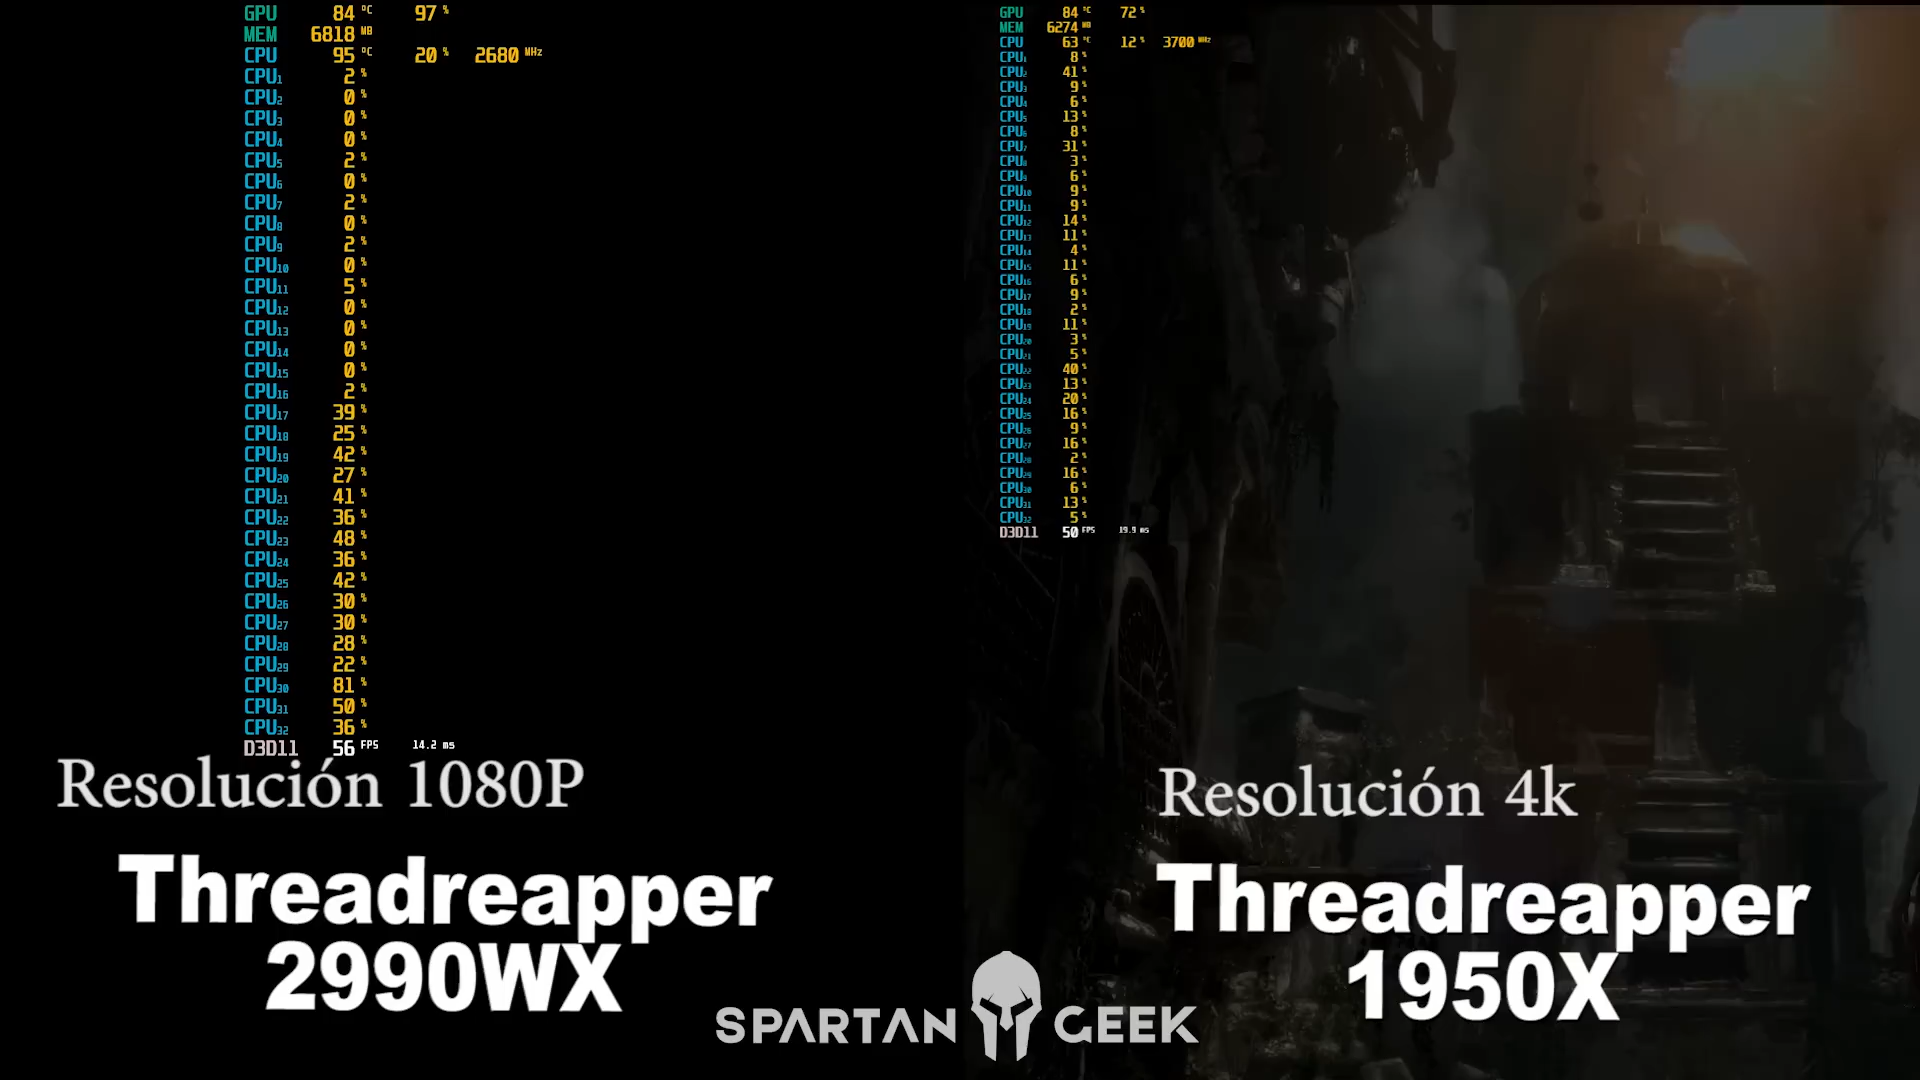 GPU 84 °C 97 %
MEM 6818 MB
CPU 95 °C 20 % 2680 MHz
CPU1 2 %
CPU2 0 %
CPU3 0 %
CPU4 0 %
CPU5 2 %
CPU6 0 %
CPU7 2 %
CPU8 0 %
CPU9 2 %
CPU10 0 %
CPU11 5 %
CPU12 0 %
CPU13 0 %
CPU14 0 %
CPU15 0 %
CPU16 2 %
CPU17 39 %
CPU18 25 %
CPU19 42 %
CPU20 27 %
CPU21 41 %
CPU22 36 %
CPU23 48 %
CPU24 36 %
CPU25 42 %
CPU26 30 %
CPU27 30 %
CPU28 28 %
CPU29 22 %
CPU30 81 %
CPU31 50 %
CPU32 36 %
D3D11 56 FPS 14.2 ms
Resolución 1080P
Threadreapper
2990WX
GPU 84 °C 72 %
MEM 6274 MB
CPU 63 °C 12 % 3700 MHz
CPU1 8 %
CPU2 41 %
CPU3 9 %
CPU4 6 %
CPU5 13 %
CPU6 8 %
CPU7 31 %
CPU8 3 %
CPU9 6 %
CPU10 9 %
CPU11 9 %
CPU12 14 %
CPU13 11 %
CPU14 4 %
CPU15 11 %
CPU16 6 %
CPU17 9 %
CPU18 2 %
CPU19 11 %
CPU20 3 %
CPU21 5 %
CPU22 40 %
CPU23 13 %
CPU24 20 %
CPU25 16 %
CPU26 9 %
CPU27 16 %
CPU28 2 %
CPU29 16 %
CPU30 6 %
CPU31 13 %
CPU32 5 %
D3D11 50 FPS 19.9 ms
Resolución 4k
Threadreapper
1950X
SPARTAN GEEK